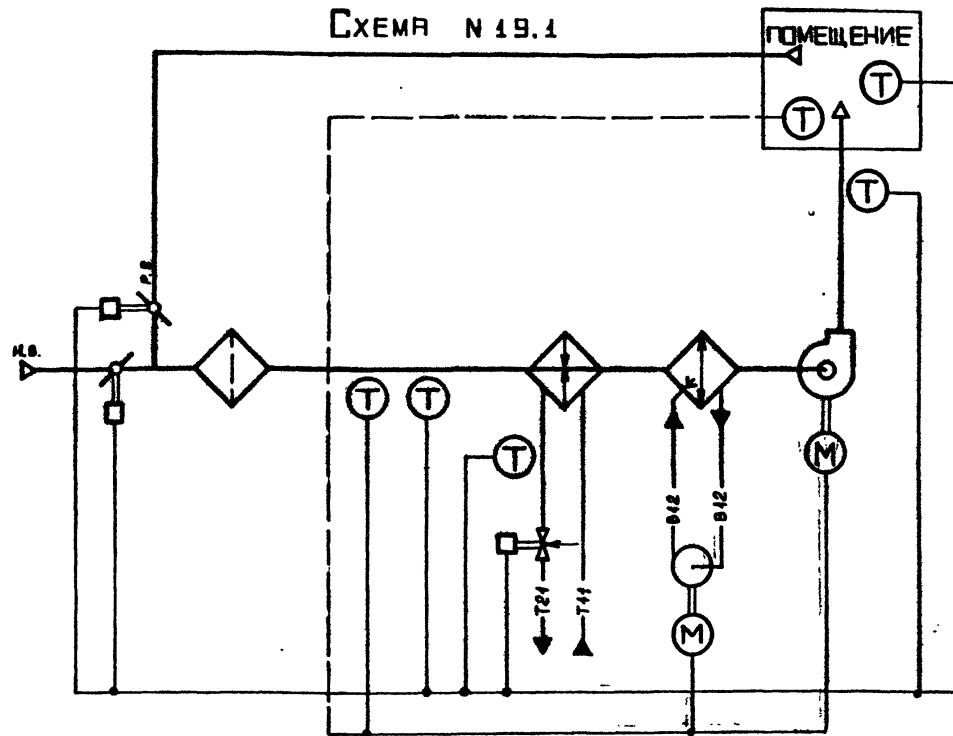 Схема N 19.1
ПОМЕЩЕНИЕ
Т
Т
Т
Р.В.
Н.В.
Т
Т
Т
М
В12
В12
Т21
Т11
М